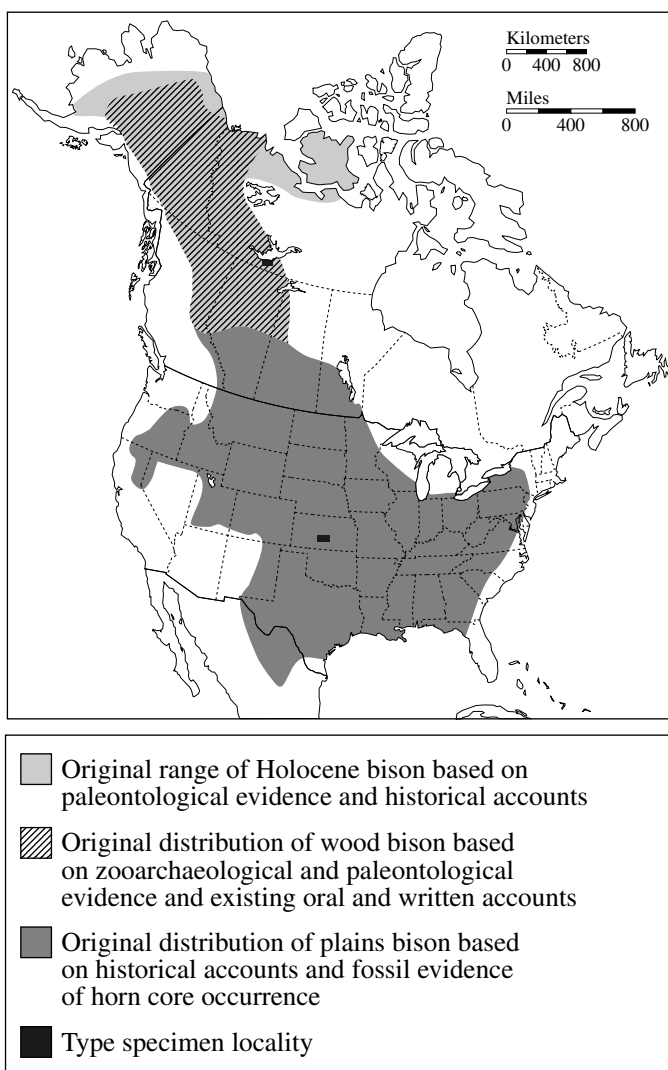 Kilometers
0 400 800
Miles
0 400 800
Original range of Holocene bison based on
paleontological evidence and historical accounts
Original distribution of wood bison based
on zooarchaeological and paleontological
evidence and existing oral and written accounts
Original distribution of plains bison based
on historical accounts and fossil evidence
of horn core occurrence
Type specimen locality